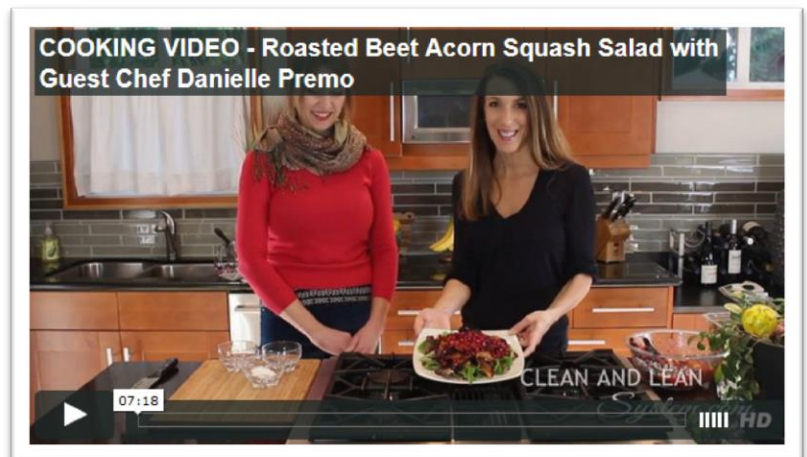 COOKING VIDEO - Roasted Beet Acorn Squash Salad with
Guest Chef Danielle Premo
CLEAN AND LEAN
07:18
HD